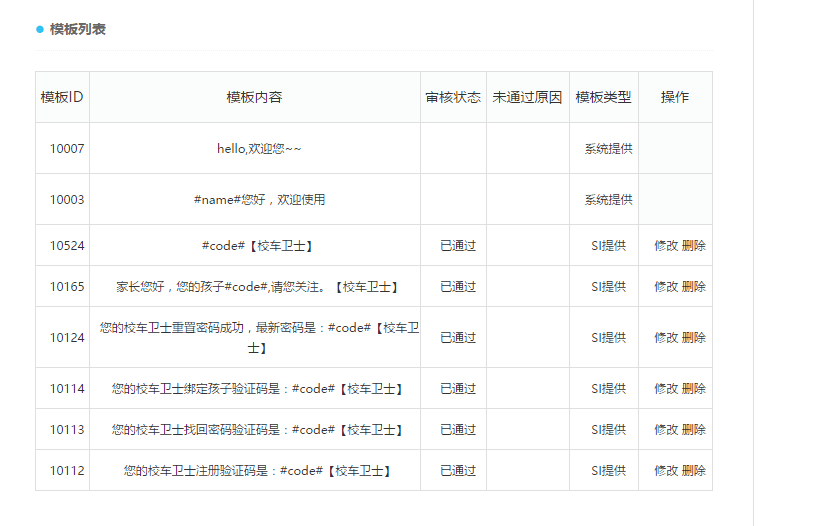 模板列表
模板ID 模板内容 审核状态 未通过原因 模板类型 操作
10007 hello,欢迎您~~ 系统提供
10003 #name#您好，欢迎使用 系统提供
10524 #code#【校车卫士】 已通过 SI提供 修改 删除
10165 家长您好，您的孩子#code#,请您关注。【校车卫士】 已通过 SI提供 修改 删除
10124 您的校车卫士重置密码成功，最新密码是：#code#【校车卫
士】 已通过 SI提供 修改 删除
10114 您的校车卫士绑定孩子验证码是：#code#【校车卫士】 已通过 SI提供 修改 删除
10113 您的校车卫士找回密码验证码是：#code#【校车卫士】 已通过 SI提供 修改 删除
10112 您的校车卫士注册验证码是：#code#【校车卫士】 已通过 SI提供 修改 删除